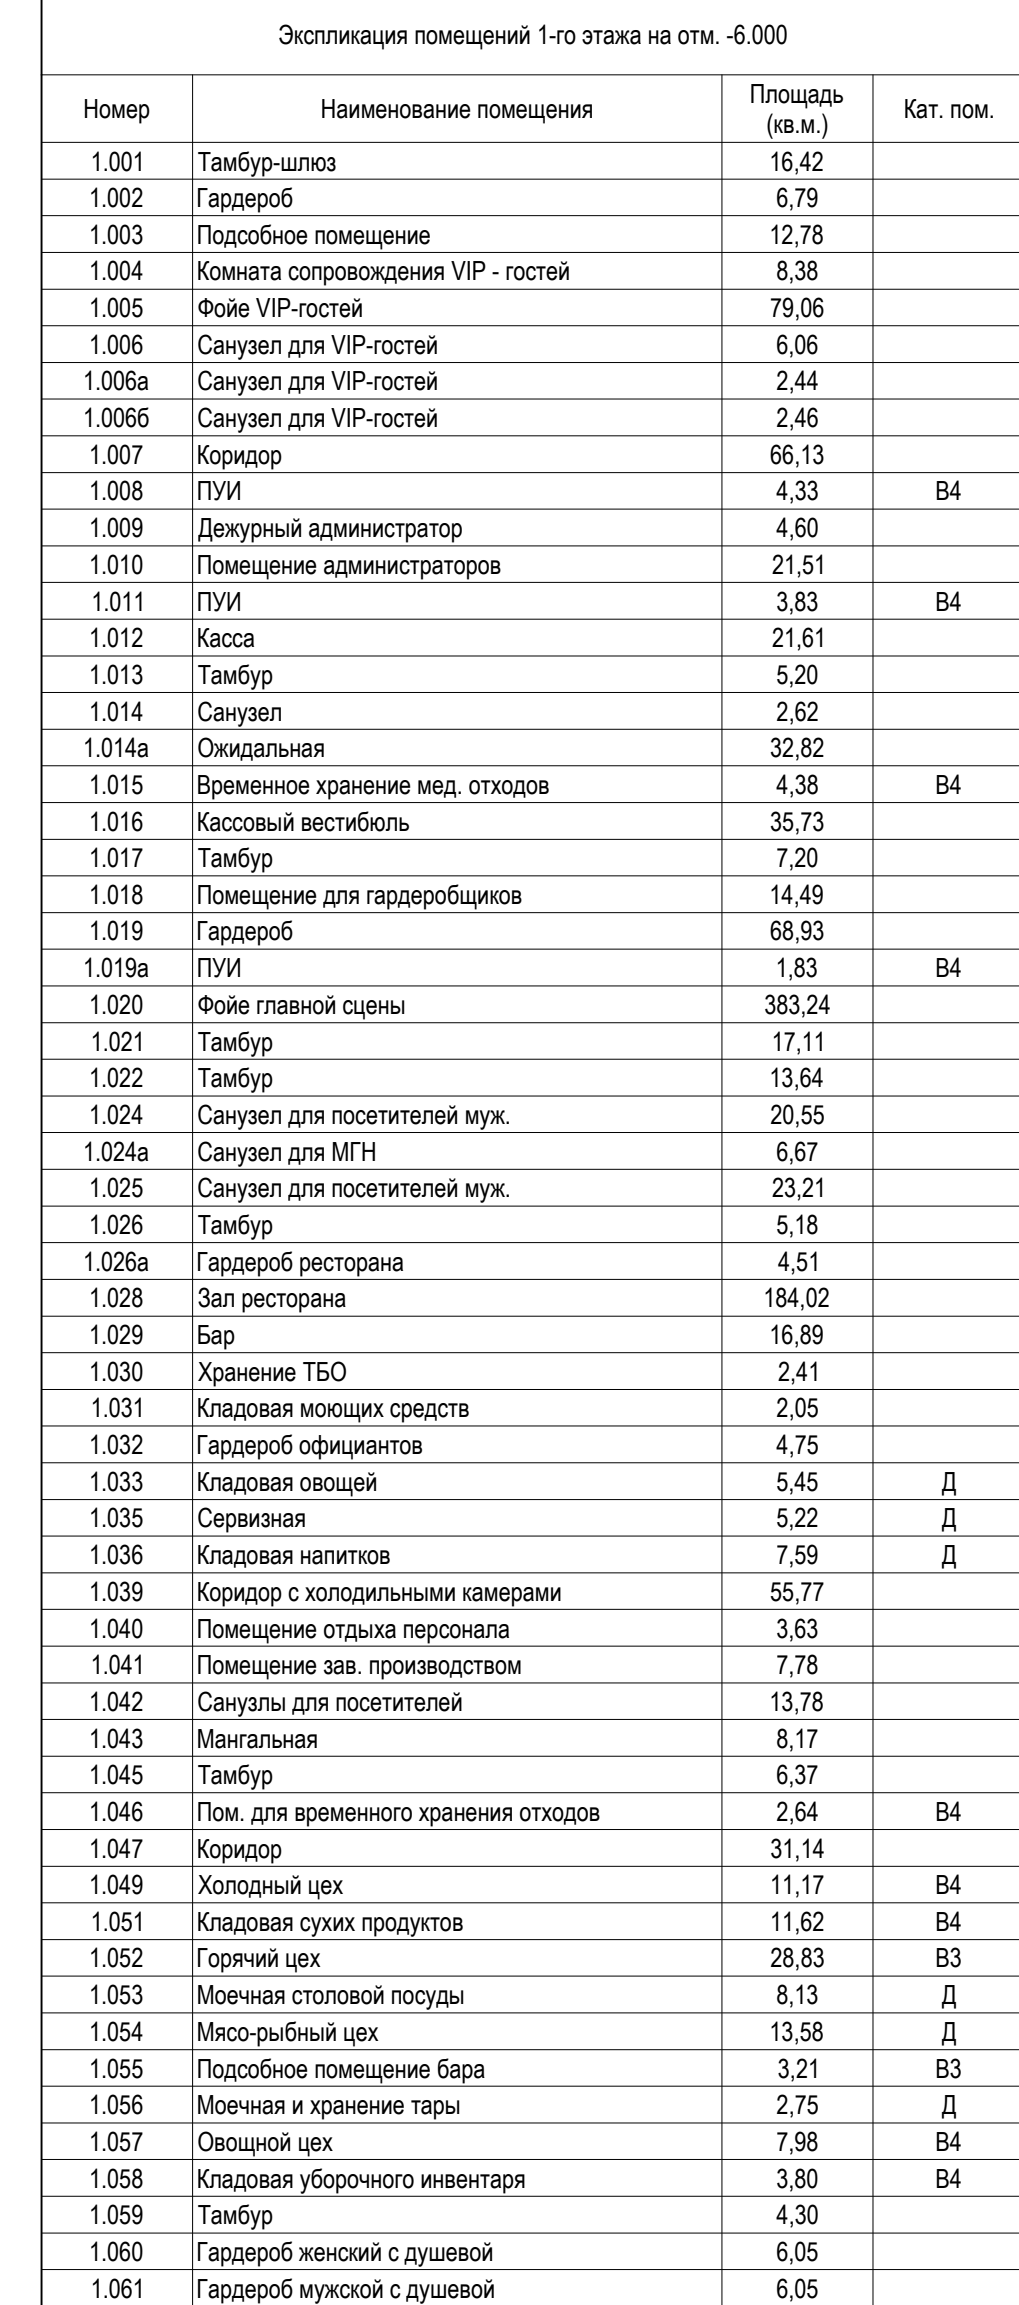 Экспликация помещений 1-го этажа на отм. -6.000
Номер Наименование помещения Площадь (кв.м.) Кат. пом.
1.001 Тамбур-шлюз 16,42
1.002 Гардероб 6,79
1.003 Подсобное помещение 12,78
1.004 Комната сопровождения VIP - гостей 8,38
1.005 Фойе VIP-гостей 79,06
1.006 Санузел для VIP-гостей 6,06
1.006а Санузел для VIP-гостей 2,44
1.006б Санузел для VIP-гостей 2,46
1.007 Коридор 66,13
1.008 ПУИ 4,33 В4
1.009 Дежурный администратор 4,60
1.010 Помещение администраторов 21,51
1.011 ПУИ 3,83 В4
1.012 Касса 21,61
1.013 Тамбур 5,20
1.014 Санузел 2,62
1.014а Ожидальная 32,82
1.015 Временное хранение мед. отходов 4,38 В4
1.016 Кассовый вестибюль 35,73
1.017 Тамбур 7,20
1.018 Помещение для гардеробщиков 14,49
1.019 Гардероб 68,93
1.019а ПУИ 1,83 В4
1.020 Фойе главной сцены 383,24
1.021 Тамбур 17,11
1.022 Тамбур 13,64
1.024 Санузел для посетителей муж. 20,55
1.024а Санузел для МГН 6,67
1.025 Санузел для посетителей муж. 23,21
1.026 Тамбур 5,18
1.026а Гардероб ресторана 4,51
1.028 Зал ресторана 184,02
1.029 Бар 16,89
1.030 Хранение ТБО 2,41
1.031 Кладовая моющих средств 2,05
1.032 Гардероб официантов 4,75
1.033 Кладовая овощей 5,45 Д
1.035 Сервизная 5,22 Д
1.036 Кладовая напитков 7,59 Д
1.039 Коридор с холодильными камерами 55,77
1.040 Помещение отдыха персонала 3,63
1.041 Помещение зав. производством 7,78
1.042 Санузлы для посетителей 13,78
1.043 Мангальная 8,17
1.045 Тамбур 6,37
1.046 Пом. для временного хранения отходов 2,64 В4
1.047 Коридор 31,14
1.049 Холодный цех 11,17 В4
1.051 Кладовая сухих продуктов 11,62 В4
1.052 Горячий цех 28,83 В3
1.053 Моечная столовой посуды 8,13 Д
1.054 Мясо-рыбный цех 13,58 Д
1.055 Подсобное помещение бара 3,21 В3
1.056 Моечная и хранение тары 2,75 Д
1.057 Овощной цех 7,98 В4
1.058 Кладовая уборочного инвентаря 3,80 В4
1.059 Тамбур 4,30
1.060 Гардероб женский с душевой 6,05
1.061 Гардероб мужской с душевой 6,05